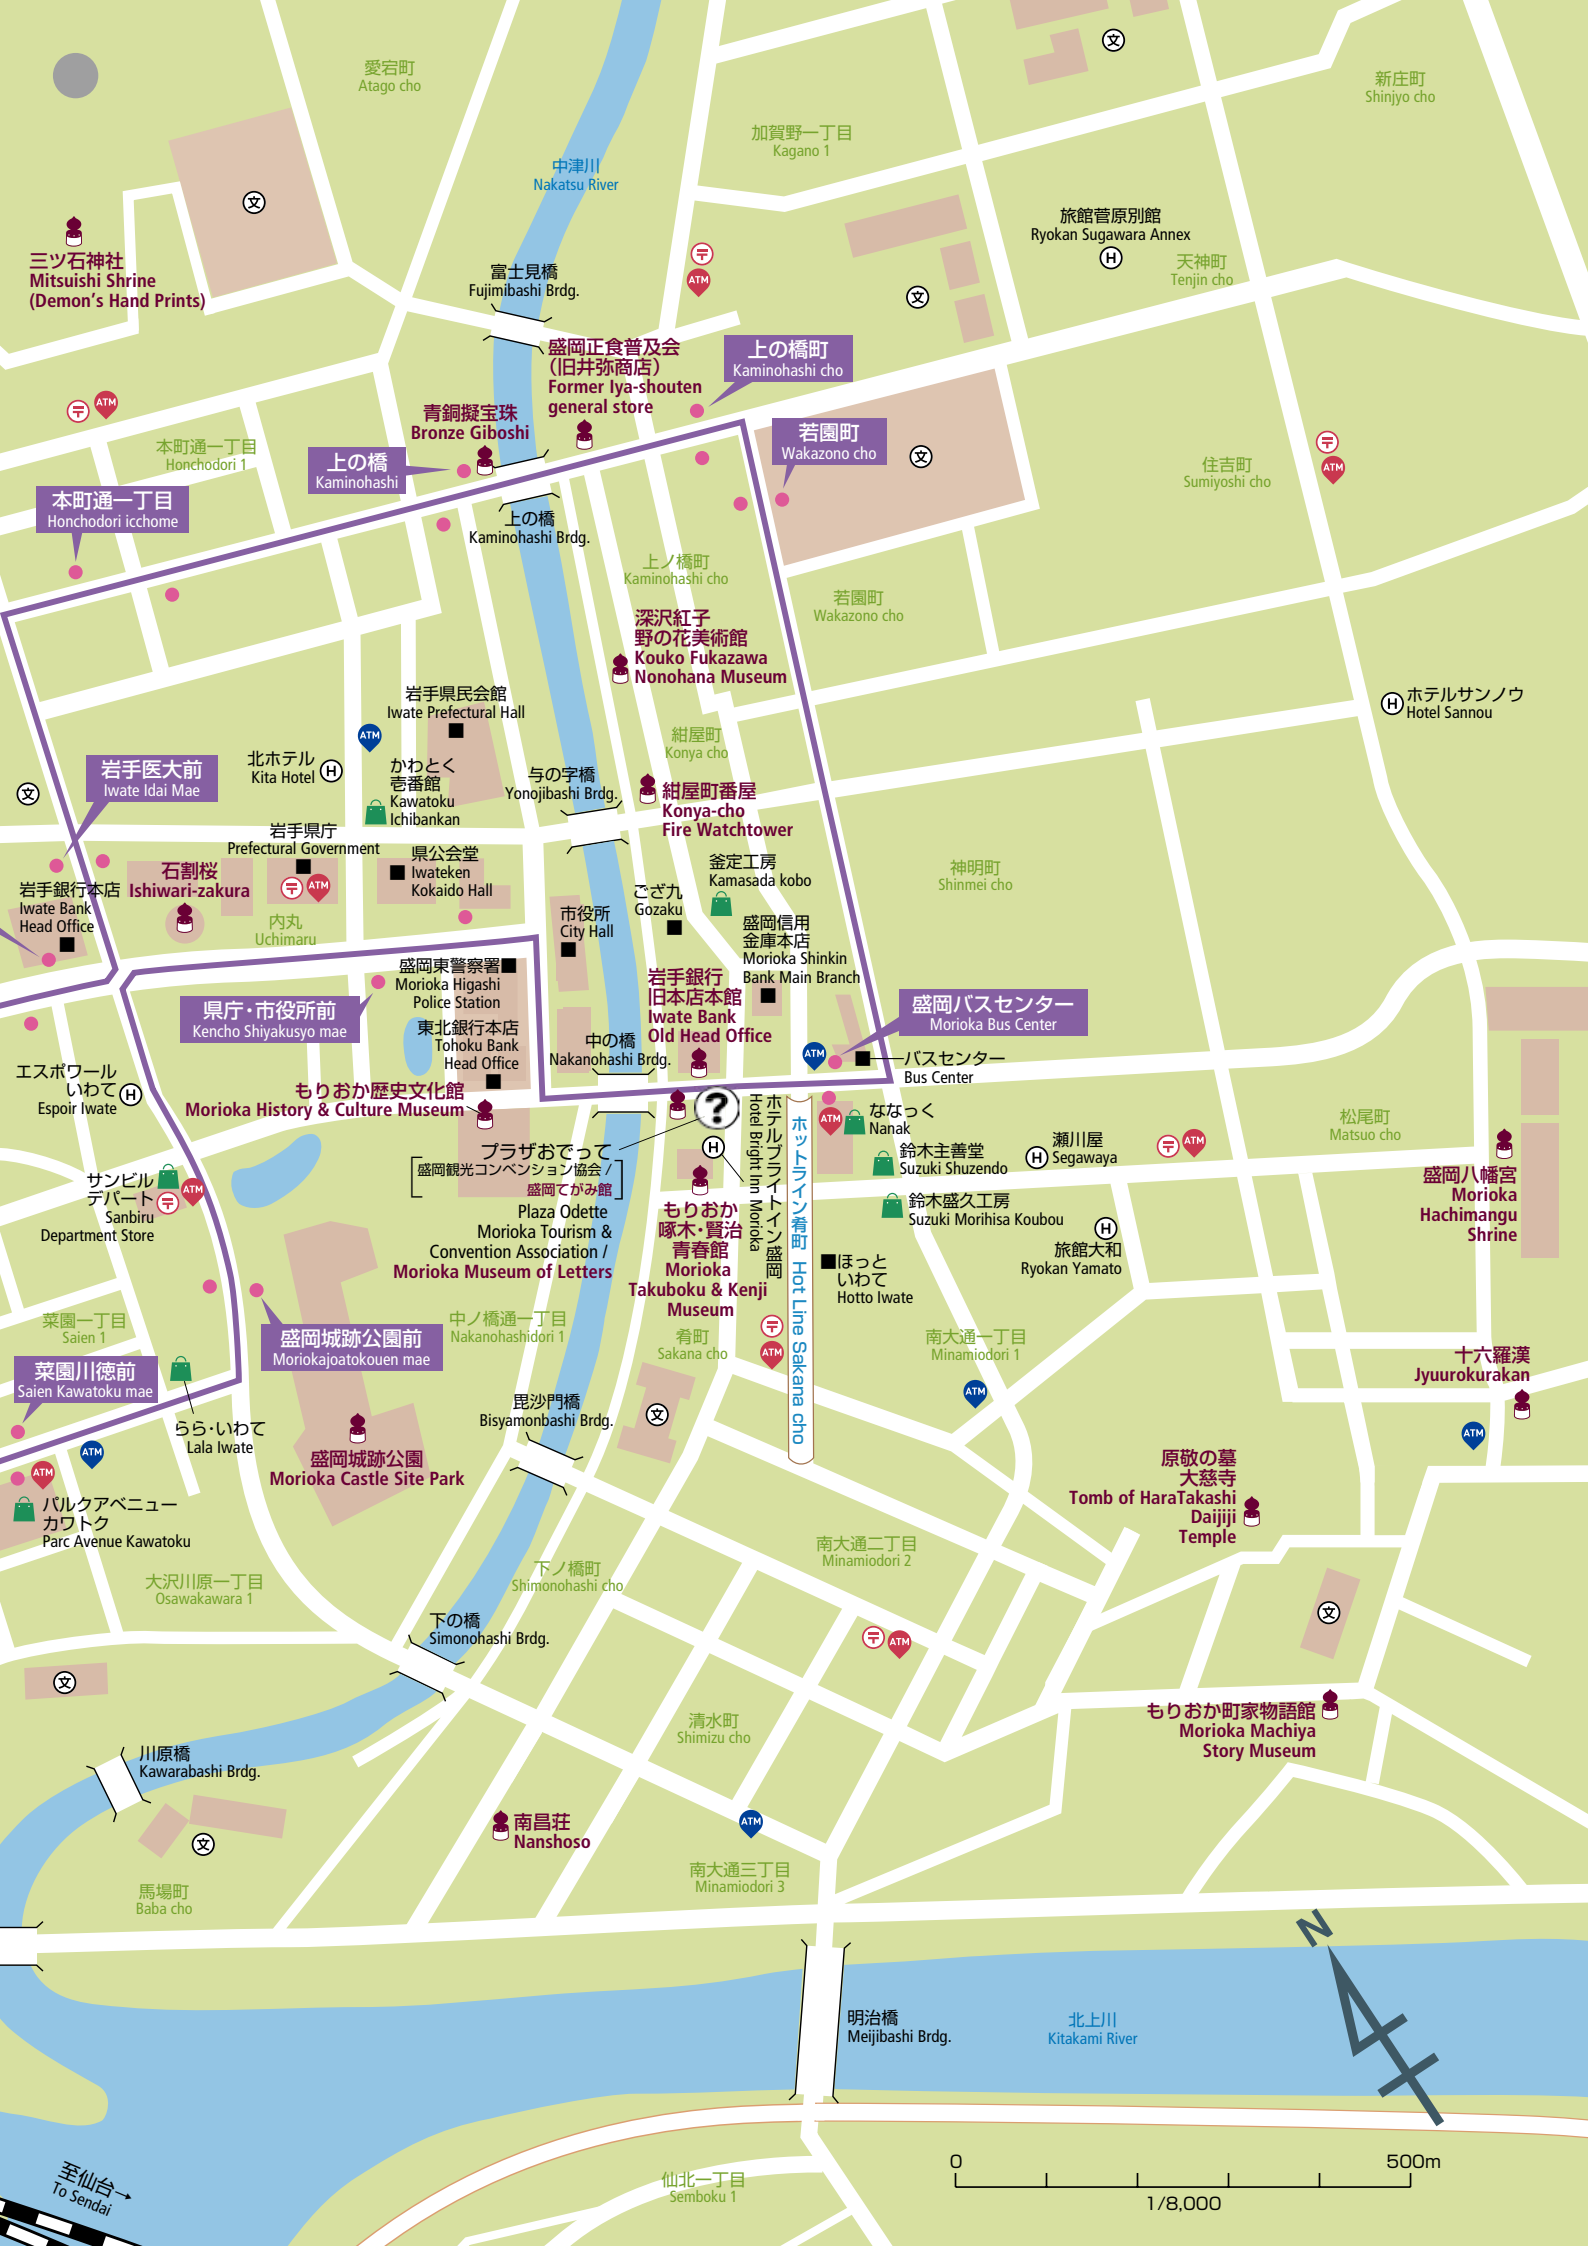 愛宕町
Atago cho
文
新庄町
Shinjyo cho
加賀野一丁目
Kagano 1
中津川
Nakatsu River
文
旅館菅原別館
Ryokan Sugawara Annex
H
天神町
Tenjin cho
三ツ石神社
Mitsuishi Shrine
(Demon's Hand Prints)
富士見橋
Fujimibashi Brdg.
〒
ATM
文
盛岡正食普及会
(旧井弥商店)
Former Iya-shouten
general store
上の橋町
Kaminohashi cho
〒
ATM
青銅擬宝珠
Bronze Giboshi
若園町
Wakazono cho
文
〒
ATM
本町通一丁目
Honchodori 1
上の橋
Kaminohashi
住吉町
Sumiyoshi cho
本町通一丁目
Honchodori icchome
上の橋
Kaminohashi Brdg.
上ノ橋町
Kaminohashi cho
若園町
Wakazono cho
深沢紅子
野の花美術館
Kouko Fukazawa
Nonohana Museum
岩手県民会館
Iwate Prefectural Hall
ホテルサンノウ
Hotel Sannou
H
ATM
紺屋町
Konya cho
北ホテル
Kita Hotel
H
岩手医大前
Iwate Idai Mae
文
かわとく
壱番館
Kawatoku
Ichibankan
与の字橋
Yonojibashi Brdg.
紺屋町番屋
Konya-cho
Fire Watchtower
岩手県庁
Prefectural Government
〒
ATM
県公会堂
Iwateken
Kokaido Hall
石割桜
Ishiwari-zakura
釜定工房
Kamasada kobo
神明町
Shinmei cho
岩手銀行本店
Iwate Bank
Head Office
ござ九
Gozaku
内丸
Uchimaru
市役所
City Hall
盛岡信用
金庫本店
Morioka Shinkin
Bank Main Branch
盛岡東警察署
Morioka Higashi
Police Station
岩手銀行
旧本店本館
Iwate Bank
Old Head Office
県庁・市役所前
Kencho Shiyakusyo mae
盛岡バスセンター
Morioka Bus Center
東北銀行本店
Tohoku Bank
Head Office
中の橋
Nakanohashi Brdg.
ATM
バスセンター
Bus Center
エスポワール
いわて
Espoir Iwate
H
もりおか歴史文化館
Morioka History & Culture Museum
?
ATM
ななっく
Nanak
松尾町
Matsuo cho
プラザおでって
盛岡観光コンベンション協会 /
盛岡てがみ館
Plaza Odette
Morioka Tourism &
Convention Association /
Morioka Museum of Letters
H
ホテルブライトイン盛岡
Hotel Bright Inn Morioka
ホットライン肴町 Hot Line Sakana cho
鈴木主善堂
Suzuki Shuzendo
H
瀬川屋
Segawaya
〒
ATM
サンビル
デパート
〒
ATM
Sanbiru
Department Store
盛岡八幡宮
Morioka
Hachimangu
Shrine
鈴木盛久工房
Suzuki Morihisa Koubou
もりおか
啄木・賢治
青春館
Morioka
Takuboku & Kenji
Museum
H
旅館大和
Ryokan Yamato
ほっと
いわて
Hotto Iwate
菜園一丁目
Saien 1
中ノ橋通一丁目
Nakanohashidori 1
〒
ATM
盛岡城跡公園前
Moriokajoatokouen mae
肴町
Sakana cho
南大通一丁目
Minamiodori 1
十六羅漢
Jyuurokurakan
菜園川徳前
Saien Kawatoku mae
ATM
毘沙門橋
Bisyamonbashi Brdg.
文
ATM
らら・いわて
Lala Iwate
ATM
ATM
盛岡城跡公園
Morioka Castle Site Park
原敬の墓
大慈寺
Tomb of HaraTakashi
Daijiji
Temple
パルクアベニュー
カワトク
Parc Avenue Kawatoku
南大通二丁目
Minamiodori 2
下ノ橋町
Shimonohashi cho
大沢川原一丁目
Osawakawara 1
文
下の橋
Simonohashi Brdg.
〒
ATM
文
清水町
Shimizu cho
もりおか町家物語館
Morioka Machiya
Story Museum
川原橋
Kawarabashi Brdg.
南昌荘
Nanshoso
ATM
文
南大通三丁目
Minamiodori 3
馬場町
Baba cho
N
明治橋
Meijibashi Brdg.
北上川
Kitakami River
至仙台→
To Sendai
仙北一丁目
Semboku 1
0
500m
1/8,000